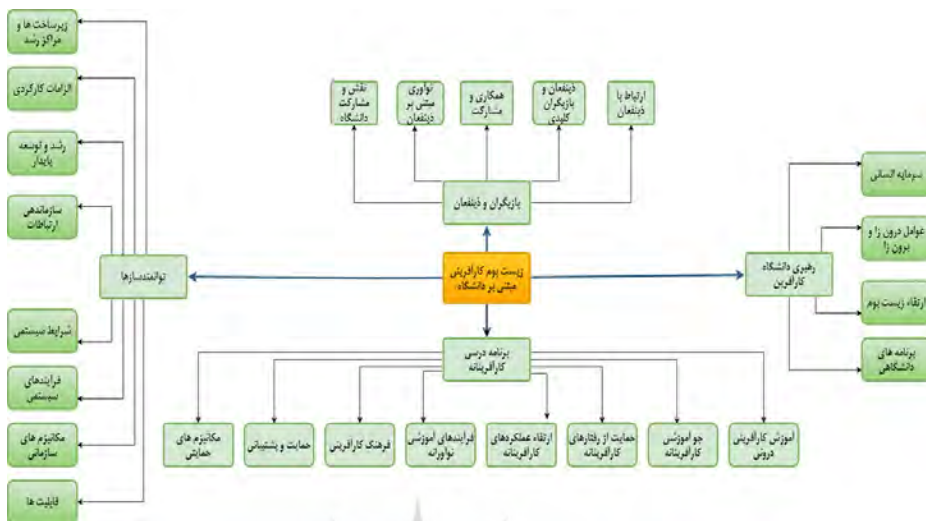 زیرساخت ها و
مراکز رشد
الزامات کارکردی
رشد و توسعه
پایدار
سازماندهی
ارتباطات
شرایط سیستمی
فرآیندهای
سیستمی
مکانیزم های
سازمانی
قابلیت ها
توانمندسازها
نقش و
مشارکت
دانشگاه
نوآوری
مبتنی بر
ذینفعان
همکاری و
مشارکت
ذینفعان و
بازیگران
کلیدی
ارتباط با
ذینفعان
بازیگران و ذینفعان
زیست بوم کارآفرینی
مبتنی بر دانشگاه
رهبری دانشگاه
کارآفرین
سرمایه انسانی
عوامل درون زا و
برون زا
ارتقاء زیست بوم
برنامه های
دانشگاهی
برنامه درسی
کارآفرینانه
آموزش کارآفرینی
درونی
جو آموزشی
کارآفرینانه
حمایت از رفتارهای
کارآفرینانه
ارتقاء عملکردهای
کارآفرینانه
فرآیندهای آموزشی
نوآورانه
فرهنگ کارآفرینی
حمایت و پشتیبانی
مکانیزم های
حمایتی